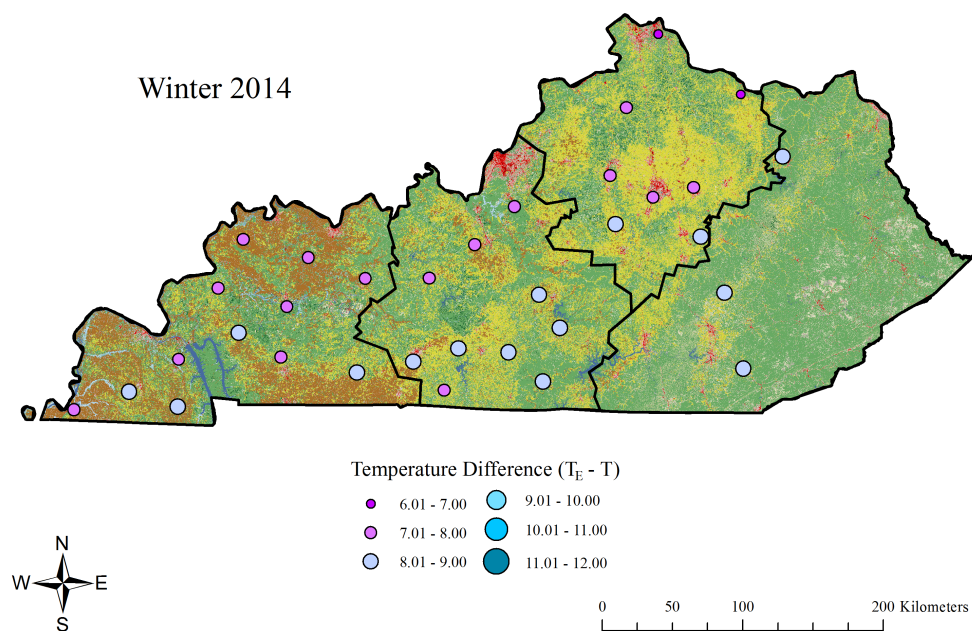 Winter 2014
Temperature Difference (TE - T)
6.01 - 7.00
7.01 - 8.00
8.01 - 9.00
9.01 - 10.00
10.01 - 11.00
11.01 - 12.00
N
W E
S
0 50 100 200 Kilometers